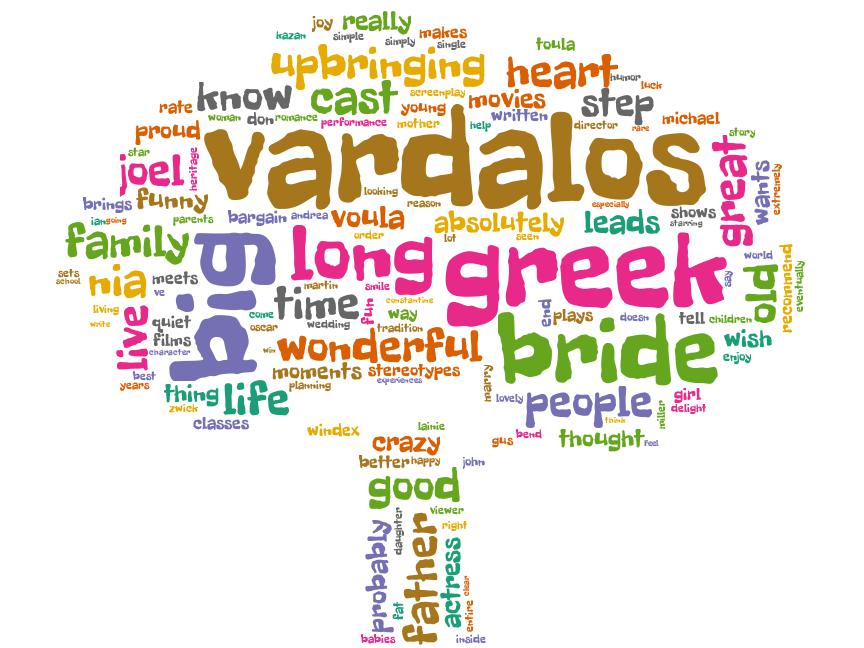 joy really
kazan simple simply makes single
toula
upbringing heart humor luck
know cast screenplay young movies step
rate woman don romance performance mother written help director rare michael
proud story
star joel heritage vardalos great wants extremely
brings funny looking reason especially
ian going parents bargain andrea voula absolutely leads shows starring
family order lot seen
big long greek say world old recommend eventually
sets school nia meets martin smile
ve time fun constantine
living live quiet come wedding way end plays doesn tell children
write films oscar tradition bride wish
character win wonderful enjoy
best moments stereotypes marry
years planning experiences
thing life lovely people girl
zwick delight
classes windex lainie think miller
crazy gus bend thought feel
better happy john
good
viewer
probably daughter father right
actress clear
fat entire
babies inside